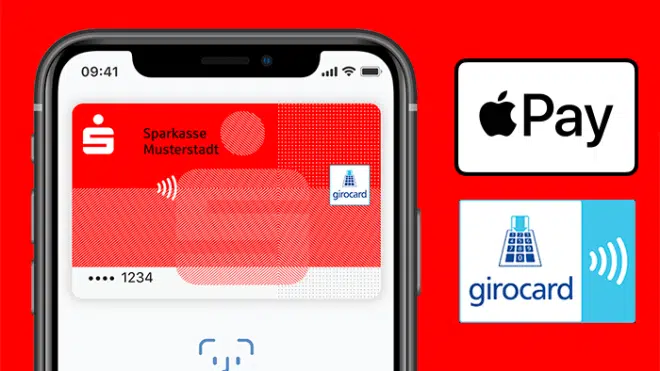 09:41
Sparkasse
Musterstadt
girocard
•••• 1234
Pay
girocard